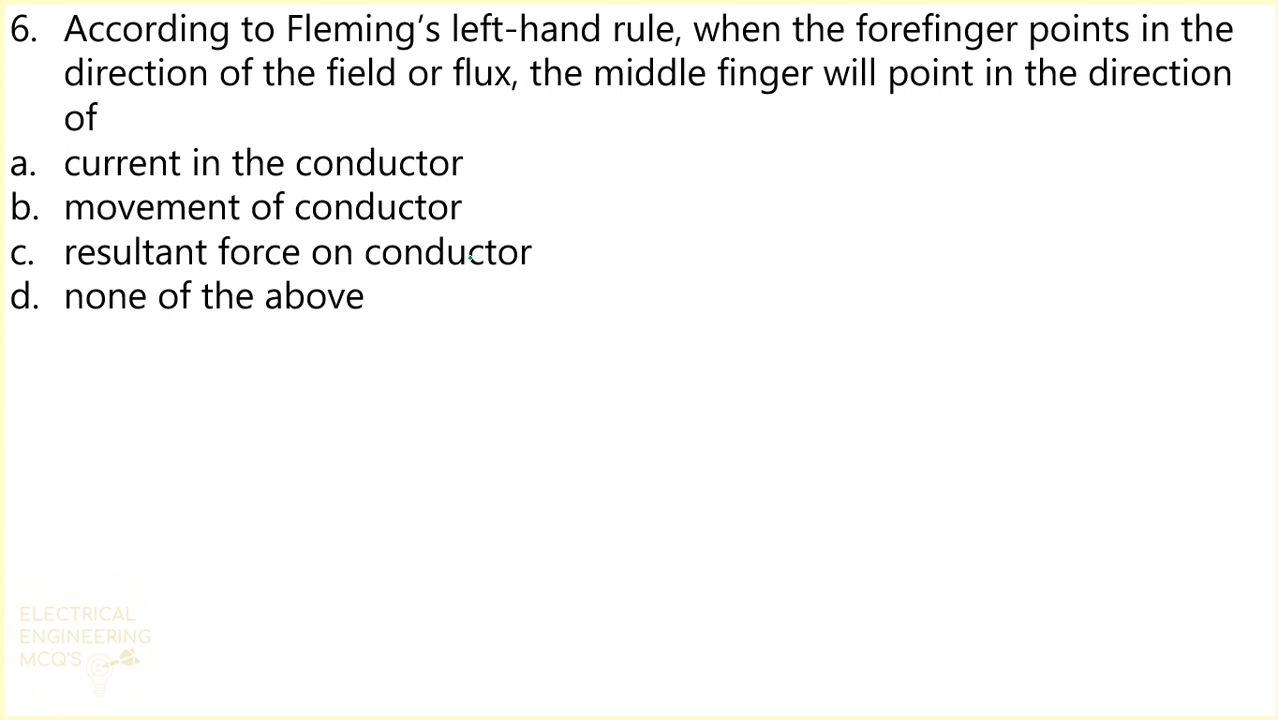 6. According to Fleming’s left-hand rule, when the forefinger points in the
direction of the field or flux, the middle finger will point in the direction
of
a. current in the conductor
b. movement of conductor
c. resultant force on conductor
d. none of the above
ELECTRICAL
ENGINEERING
MCQ'S